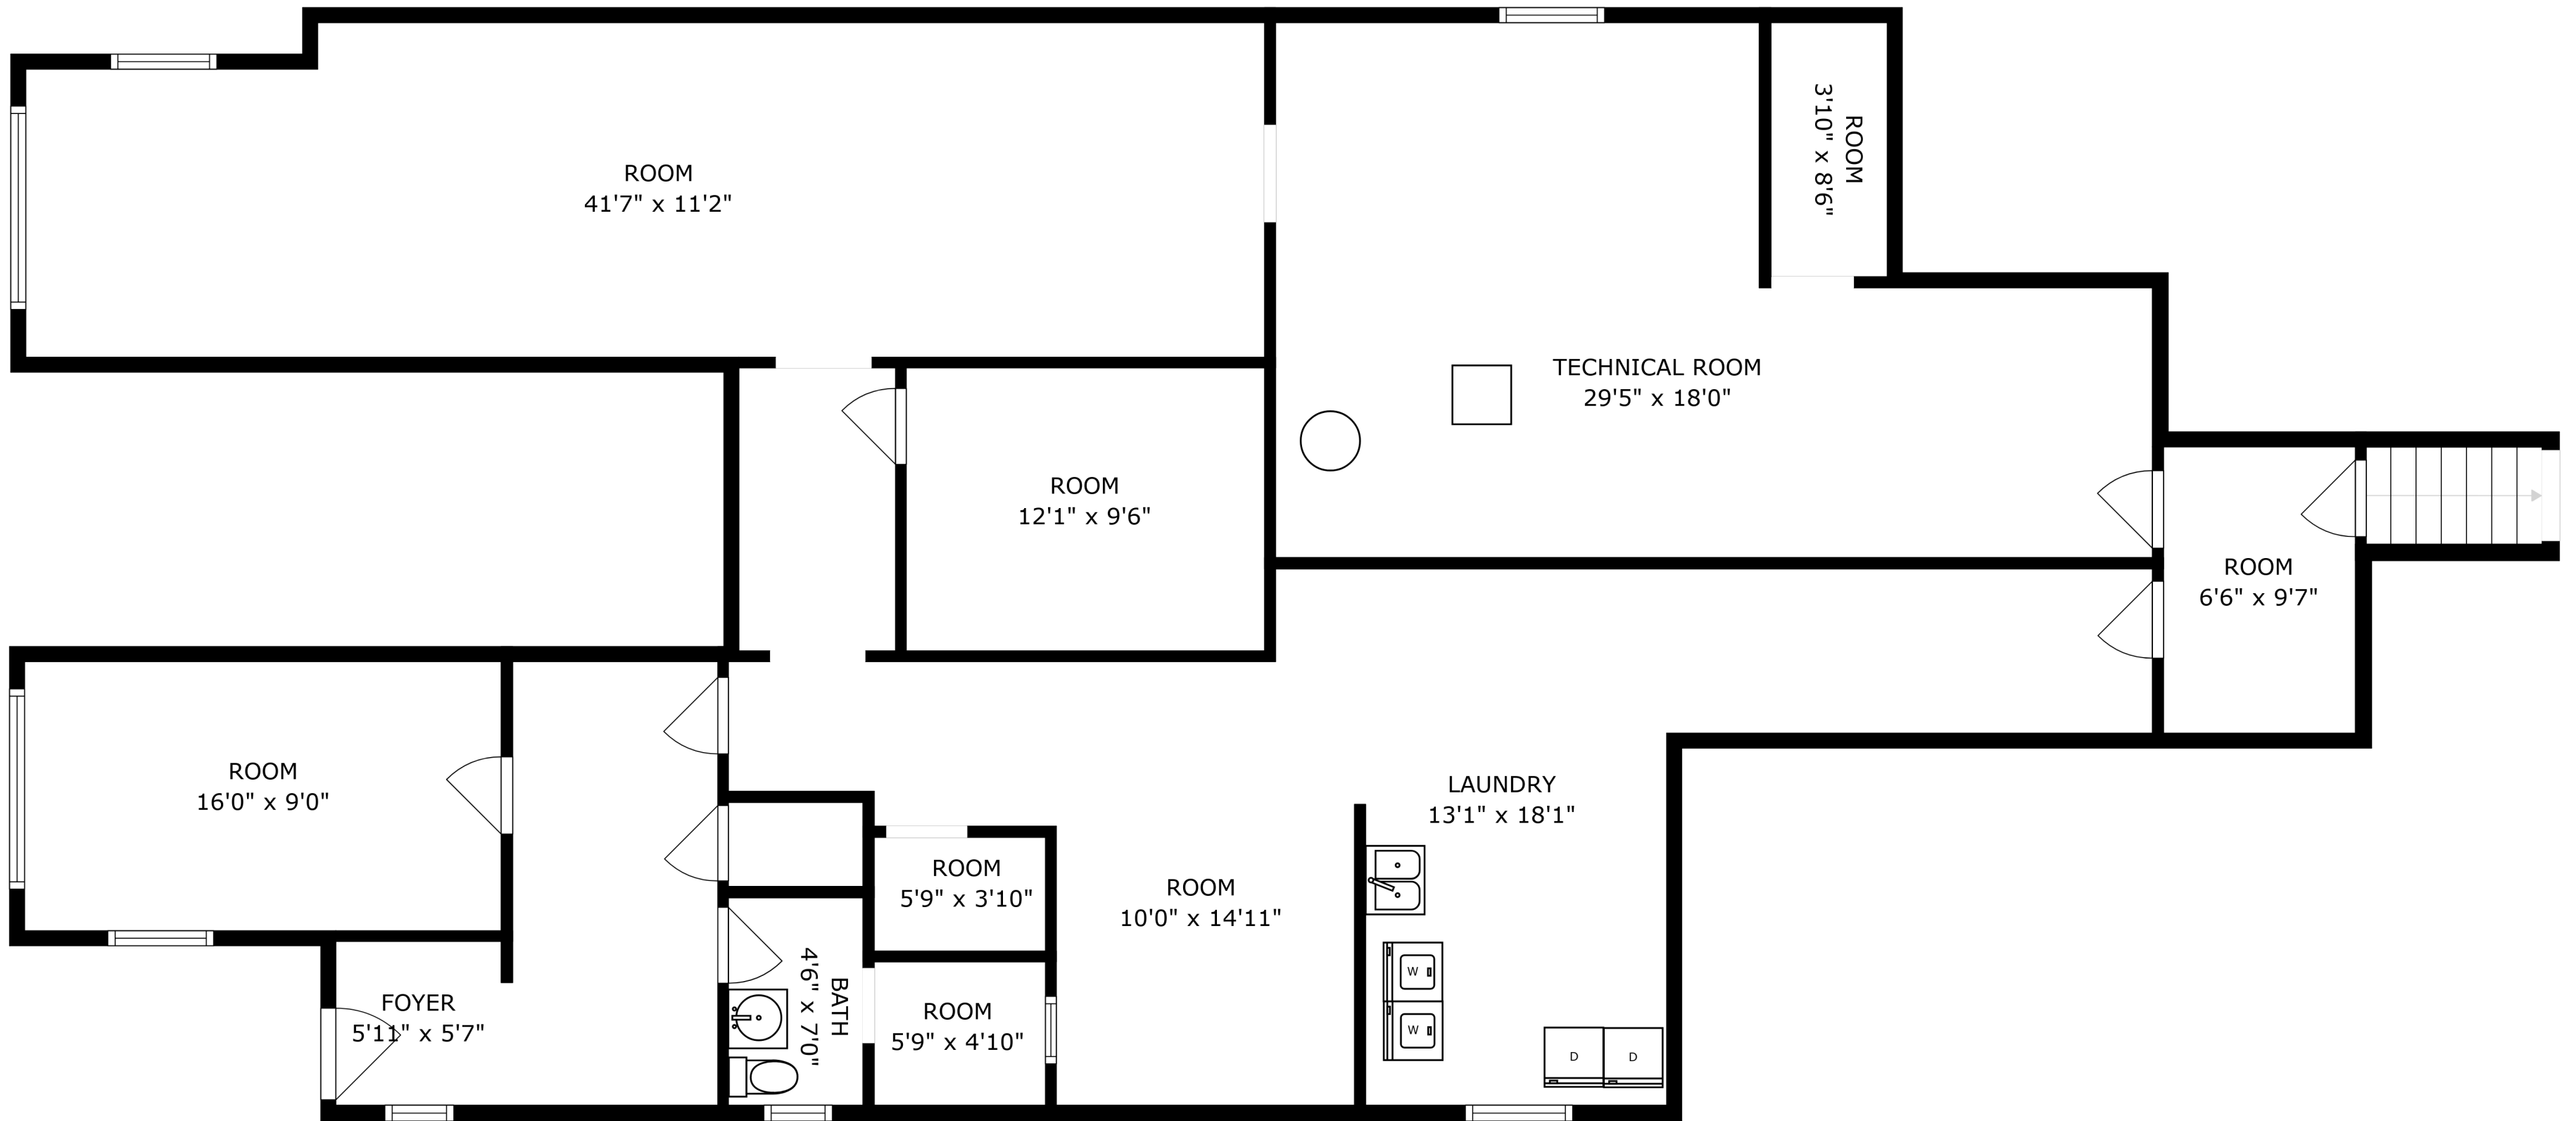 ROOM
41'7" x 11'2"
ROOM
3'10" x 8'6"
TECHNICAL ROOM
29'5" x 18'0"
ROOM
12'1" x 9'6"
ROOM
6'6" x 9'7"
ROOM
16'0" x 9'0"
LAUNDRY
13'1" x 18'1"
ROOM
5'9" x 3'10"
ROOM
10'0" x 14'11"
FOYER
5'11" x 5'7"
BATH
4'6" x 7'0"
ROOM
5'9" x 4'10"
W
W
D
D